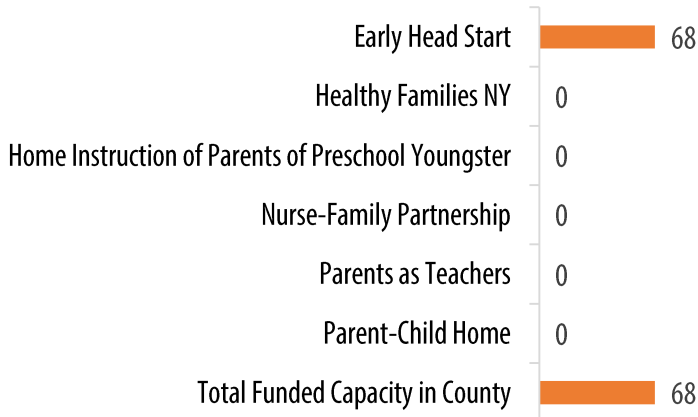 Early Head Start 68
Healthy Families NY 0
Home Instruction of Parents of Preschool Youngster 0
Nurse-Family Partnership 0
Parents as Teachers 0
Parent-Child Home 0
Total Funded Capacity in County 68